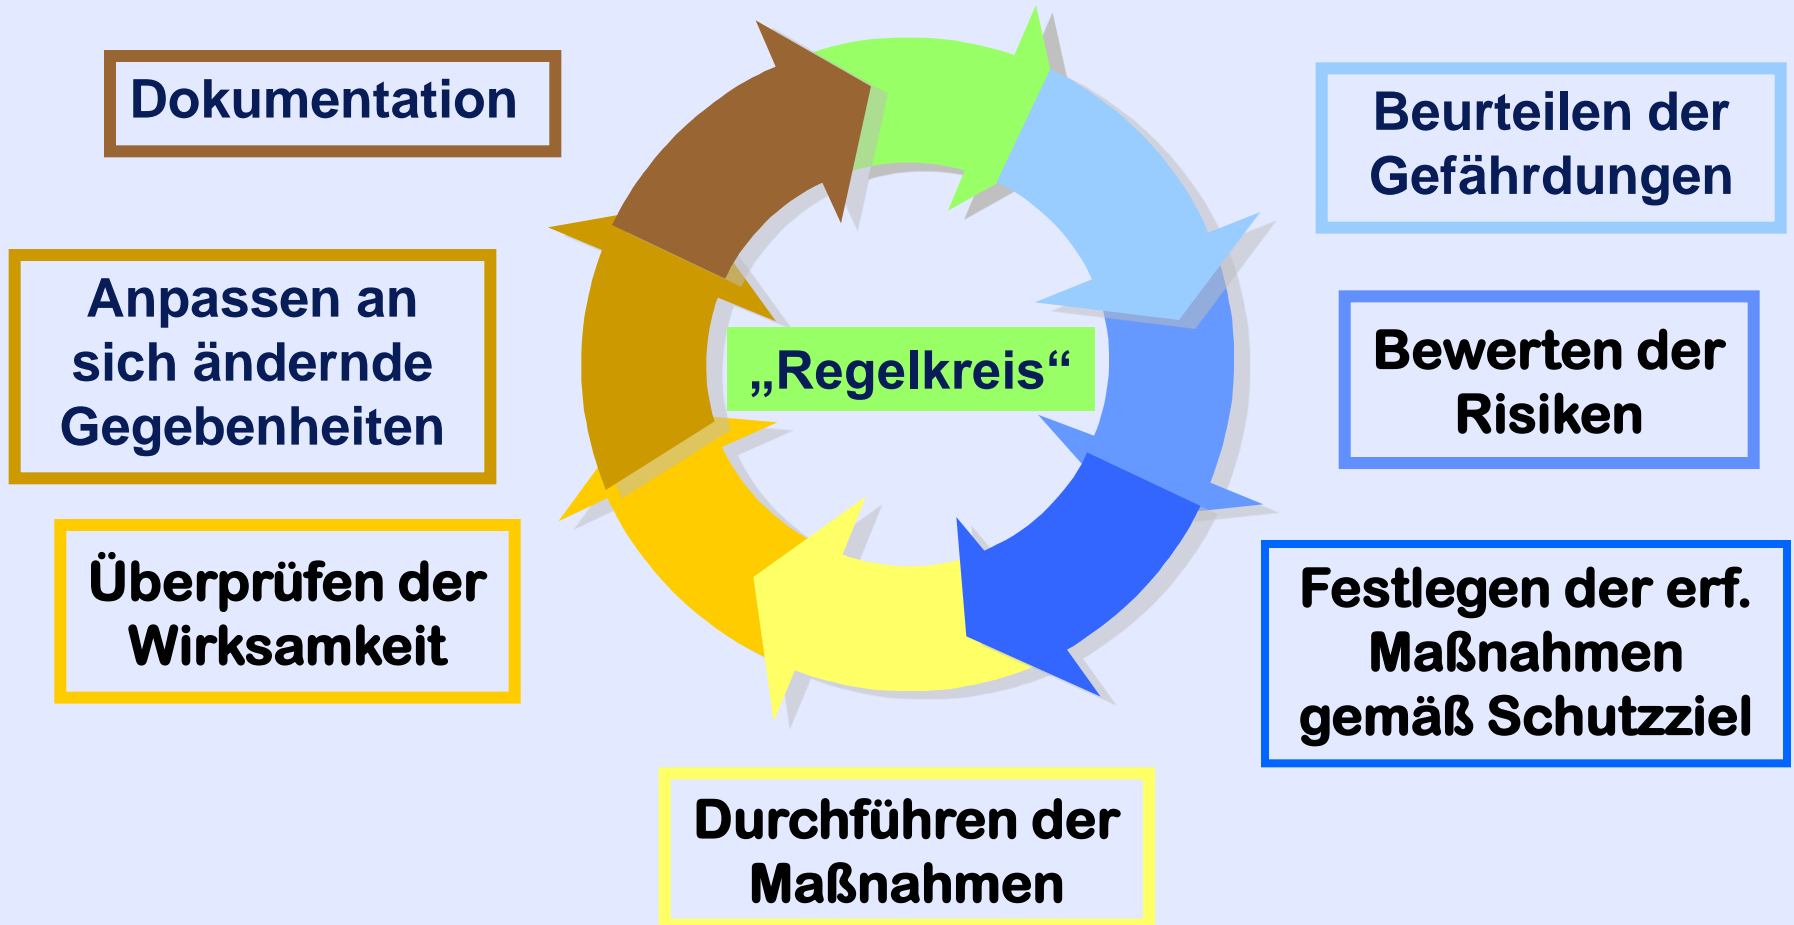 Dokumentation
Beurteilen der
Gefährdungen
Anpassen an
sich ändernde
Gegebenheiten
„Regelkreis“
Bewerten der
Risiken
Überprüfen der
Wirksamkeit
Festlegen der erf.
Maßnahmen
gemäß Schutzziel
Durchführen der
Maßnahmen